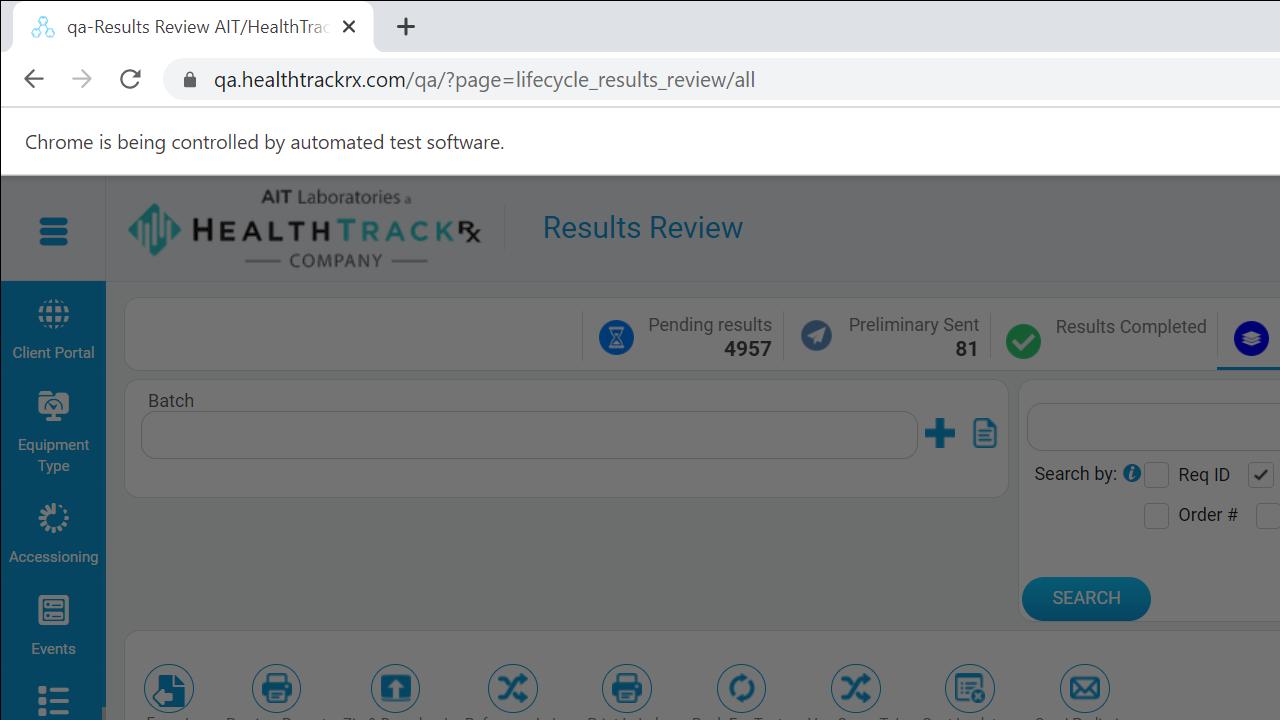 qa-Results Review AIT/HealthTrac
qa.healthtrackrx.com/qa/?page=lifecycle_results_review/all
Chrome is being controlled by automated test software.
AIT Laboratories a
HEALTHTRACKRx
COMPANY
Results Review
Client Portal
Pending results
4957
Preliminary Sent
81
Results Completed
Batch
Equipment
Type
Search by:
Req ID
Order #
Accessioning
SEARCH
Events